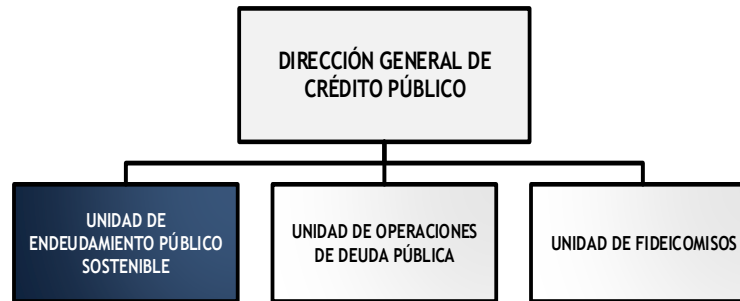 DIRECCIÓN GENERAL DE
CRÉDITO PÚBLICO
UNIDAD DE
ENDEUDAMIENTO PÚBLICO
SOSTENIBLE
UNIDAD DE OPERACIONES
DE DEUDA PÚBLICA
UNIDAD DE FIDEICOMISOS